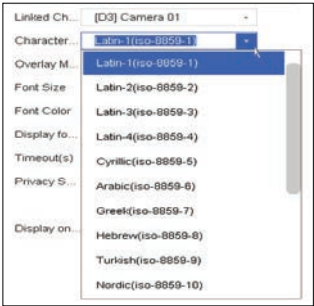 Linked Ch... [D3] Camera 01
Character... Latin-1(iso-8859-1)
Overlay M... Latin-1(iso-8859-1)
Font Size Latin-2(iso-8859-2)
Font Color Latin-3(iso-8859-3)
Display fo... Latin-4(iso-8859-4)
Timeout(s) Cyrillic(iso-8859-5)
Privacy S... Arabic(iso-8859-6)
Greek(iso-8859-7)
Display on... Hebrew(iso-8859-8)
Turkish(iso-8859-9)
Nordic(iso-8859-10)